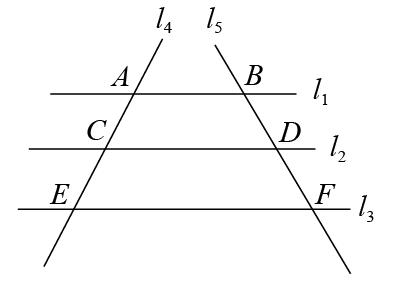 l₄ l₅
A B l₁
C D l₂
E F l₃